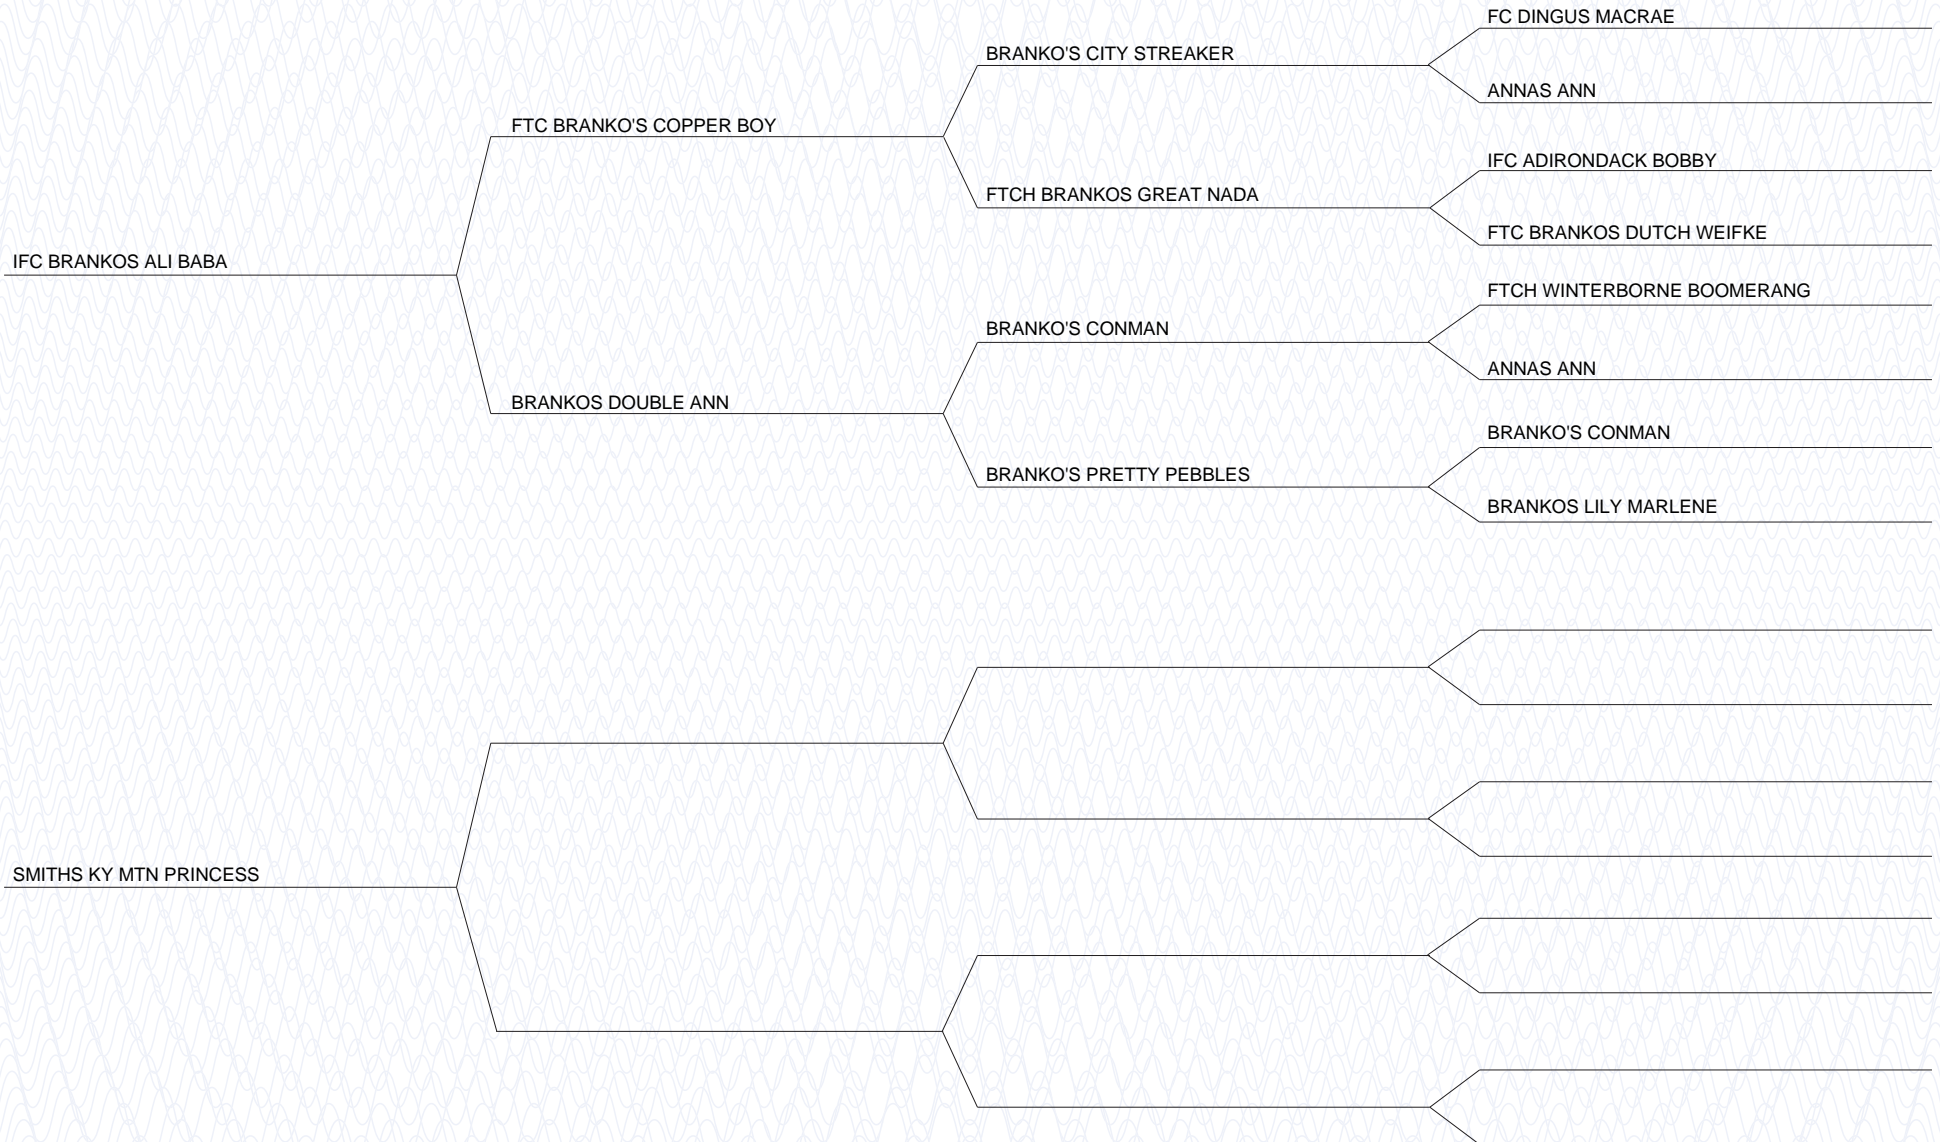 FC DINGUS MACRAE
BRANKO'S CITY STREAKER
ANNAS ANN
FTC BRANKO'S COPPER BOY
IFC ADIRONDACK BOBBY
FTCH BRANKOS GREAT NADA
FTC BRANKOS DUTCH WEIFKE
IFC BRANKOS ALI BABA
FTCH WINTERBORNE BOOMERANG
BRANKO'S CONMAN
ANNAS ANN
BRANKOS DOUBLE ANN
BRANKO'S CONMAN
BRANKO'S PRETTY PEBBLES
BRANKOS LILY MARLENE
SMITHS KY MTN PRINCESS